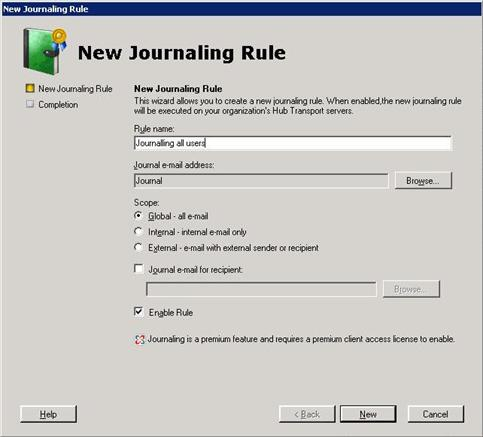 New Journaling Rule
New Journaling Rule
New Journaling Rule
Completion
New Journaling Rule
This wizard allows you to create a new journaling rule. When enabled,the new journaling rule
will be executed on your organization's Hub Transport servers.
Rule name:
Journalling all users
Journal e-mail address:
Journal
Browse...
Scope:
Global - all e-mail
Internal - internal e-mail only
External - e-mail with external sender or recipient
Journal e-mail for recipient:
Browse...
Enable Rule
Journaling is a premium feature and requires a premium client access license to enable.
Help
< Back
New
Cancel